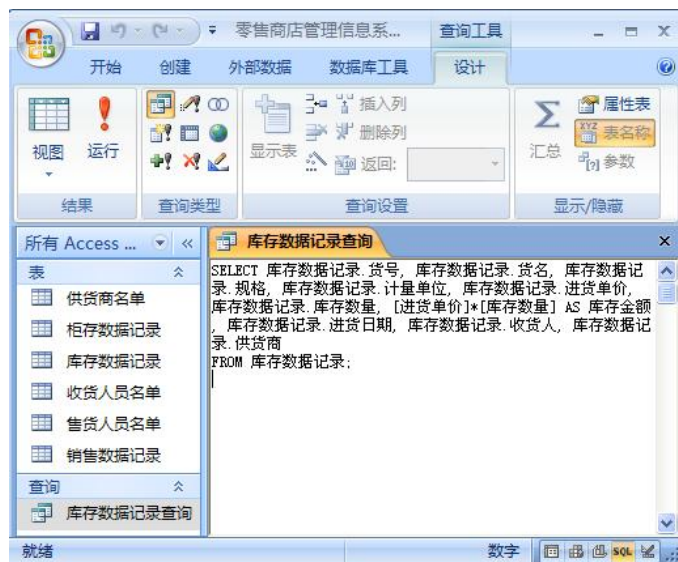 零售商店管理信息系...
查询工具
开始
创建
外部数据
数据库工具
设计
视图
运行
显示表
插入列
删除列
返回:
汇总
属性表
XYZ
表名称
参数
结果
查询类型
查询设置
显示/隐藏
所有 Access ...
库存数据记录查询
表
供货商名单
柜存数据记录
库存数据记录
收货人员名单
售货人员名单
销售数据记录
查询
库存数据记录查询
SELECT 库存数据记录.货号, 库存数据记录.货名, 库存数据记
录.规格, 库存数据记录.计量单位, 库存数据记录.进货单价,
库存数据记录.库存数量, [进货单价]*[库存数量] AS 库存金额
, 库存数据记录.进货日期, 库存数据记录.收货人, 库存数据记
录.供货商
FROM 库存数据记录;
就绪
数字
SQL